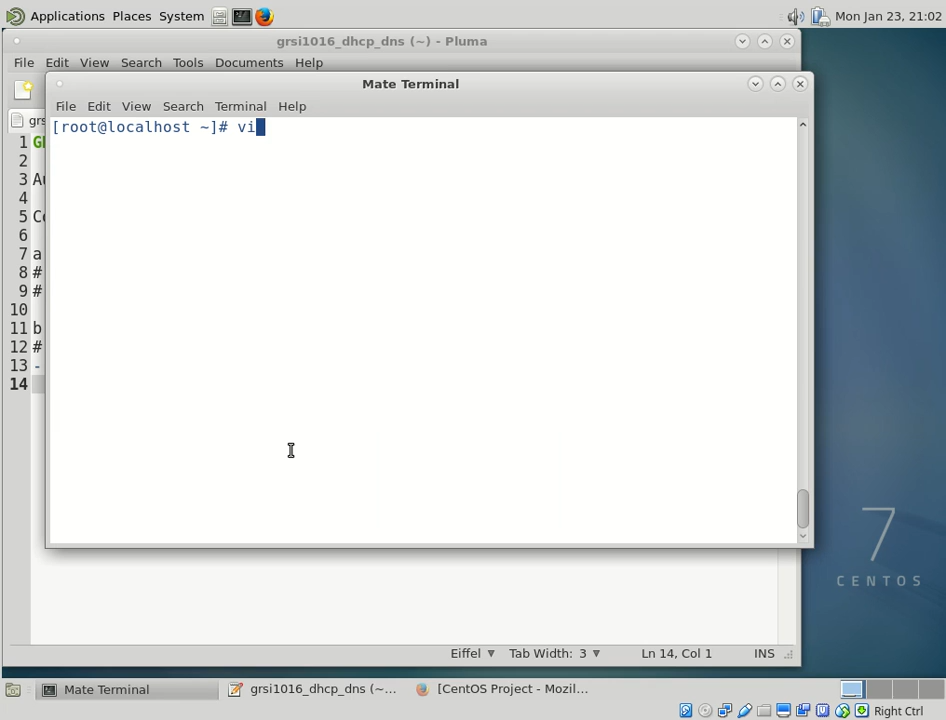 Applications Places System Mon Jan 23, 21:02
grsi1016_dhcp_dns (~) - Pluma
File Edit View Search Tools Documents Help
Mate Terminal
File Edit View Search Terminal Help
[root@localhost ~]# vi
1
2
3
4
5
6
7 a
8 #
9 #
10
11 b
12 #
13 -
14
7
CENTOS
Eiffel Tab Width: 3 Ln 14, Col 1 INS
Mate Terminal grsi1016_dhcp_dns (~... [CentOS Project - Mozil...
Right Ctrl